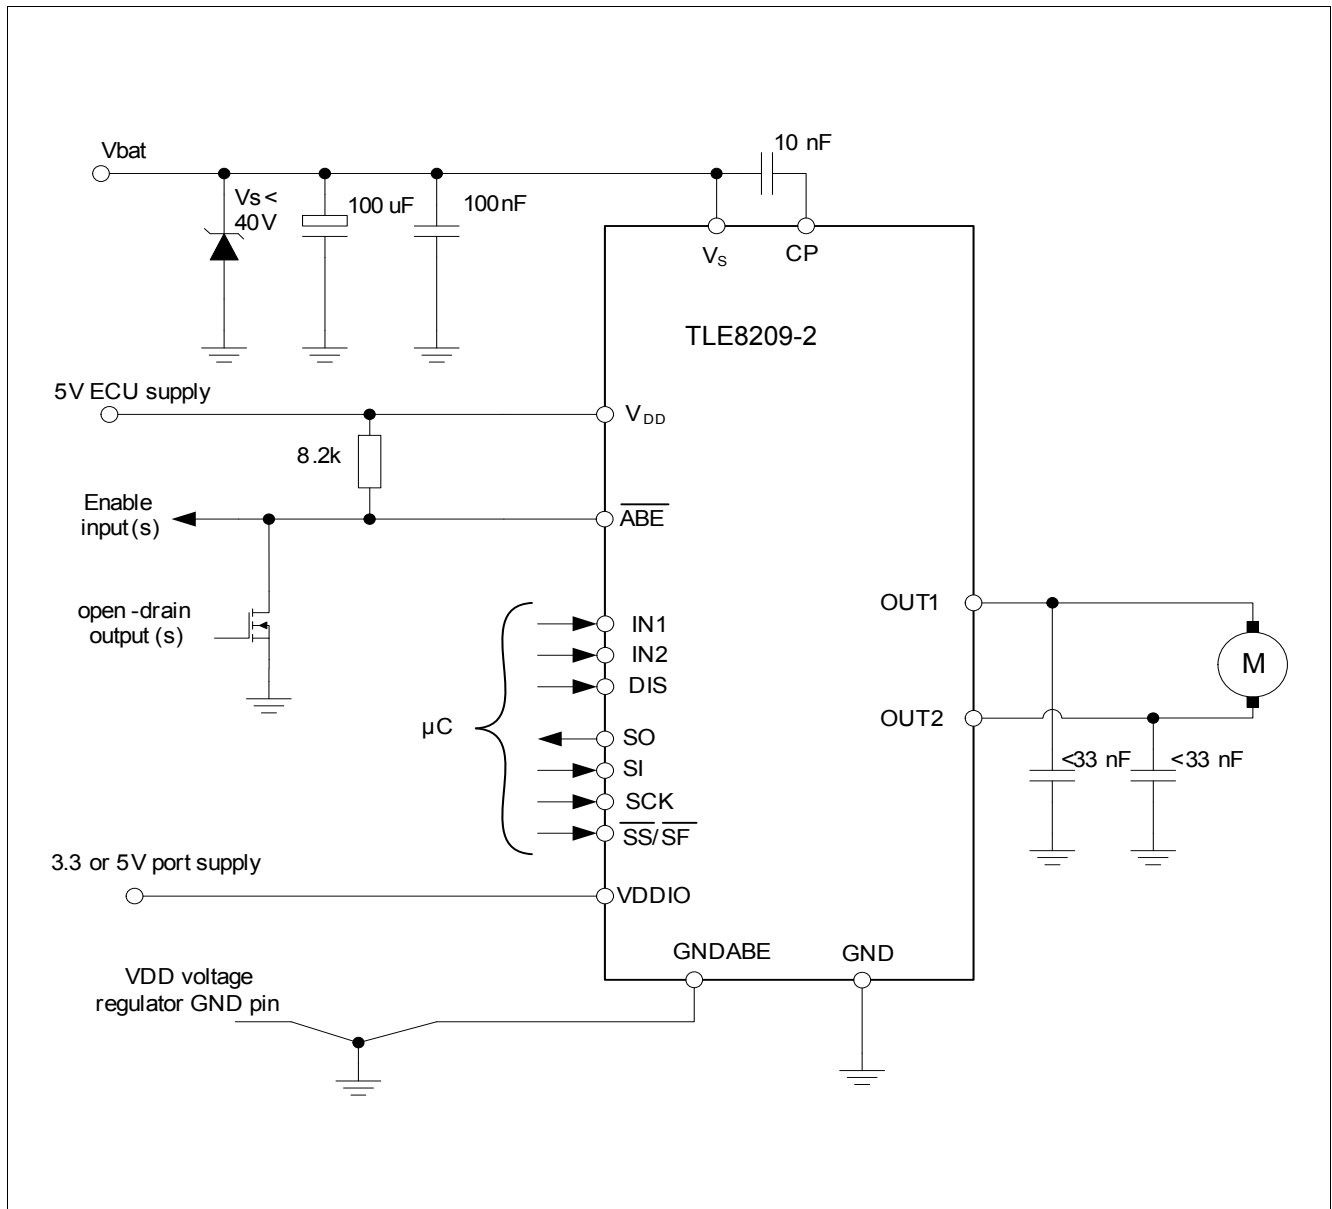 Vbat
10 nF
Vs <
40V
100 uF
100nF
VS
CP
TLE8209-2
5V ECU supply
VDD
8.2k
Enable
input(s)
ABE
open-drain
output (s)
OUT1
IN1
IN2
DIS
M
OUT2
µC
SO
SI
SCK
SS/SF
<33 nF
<33 nF
3.3 or 5V port supply
VDDIO
GNDABE
GND
VDD voltage
regulator GND pin